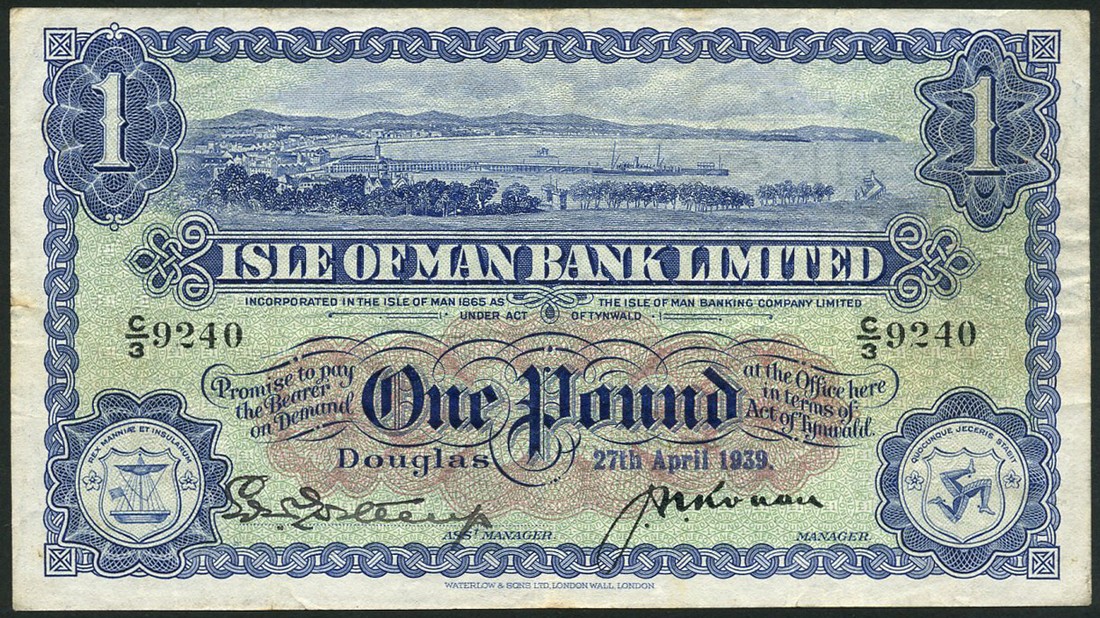 1 1
ISLE OF MAN BANK LIMITED
INCORPORATED IN THE ISLE OF MAN 1865 AS THE ISLE OF MAN BANKING COMPANY LIMITED
UNDER ACT OF TYNWALD
C/3 9240 C/3 9240
Promise to pay
the Bearer
on Demand
One Pound
at the Office here
in terms of
Act of Tynwald.
Douglas 27th April 1939.
REX MANNIÆ ET INSULARUM
QUOCUNQUE JECERIS STABIT
ASST. MANAGER. MANAGER.
WATERLOW & SONS LTD, LONDON WALL, LONDON.